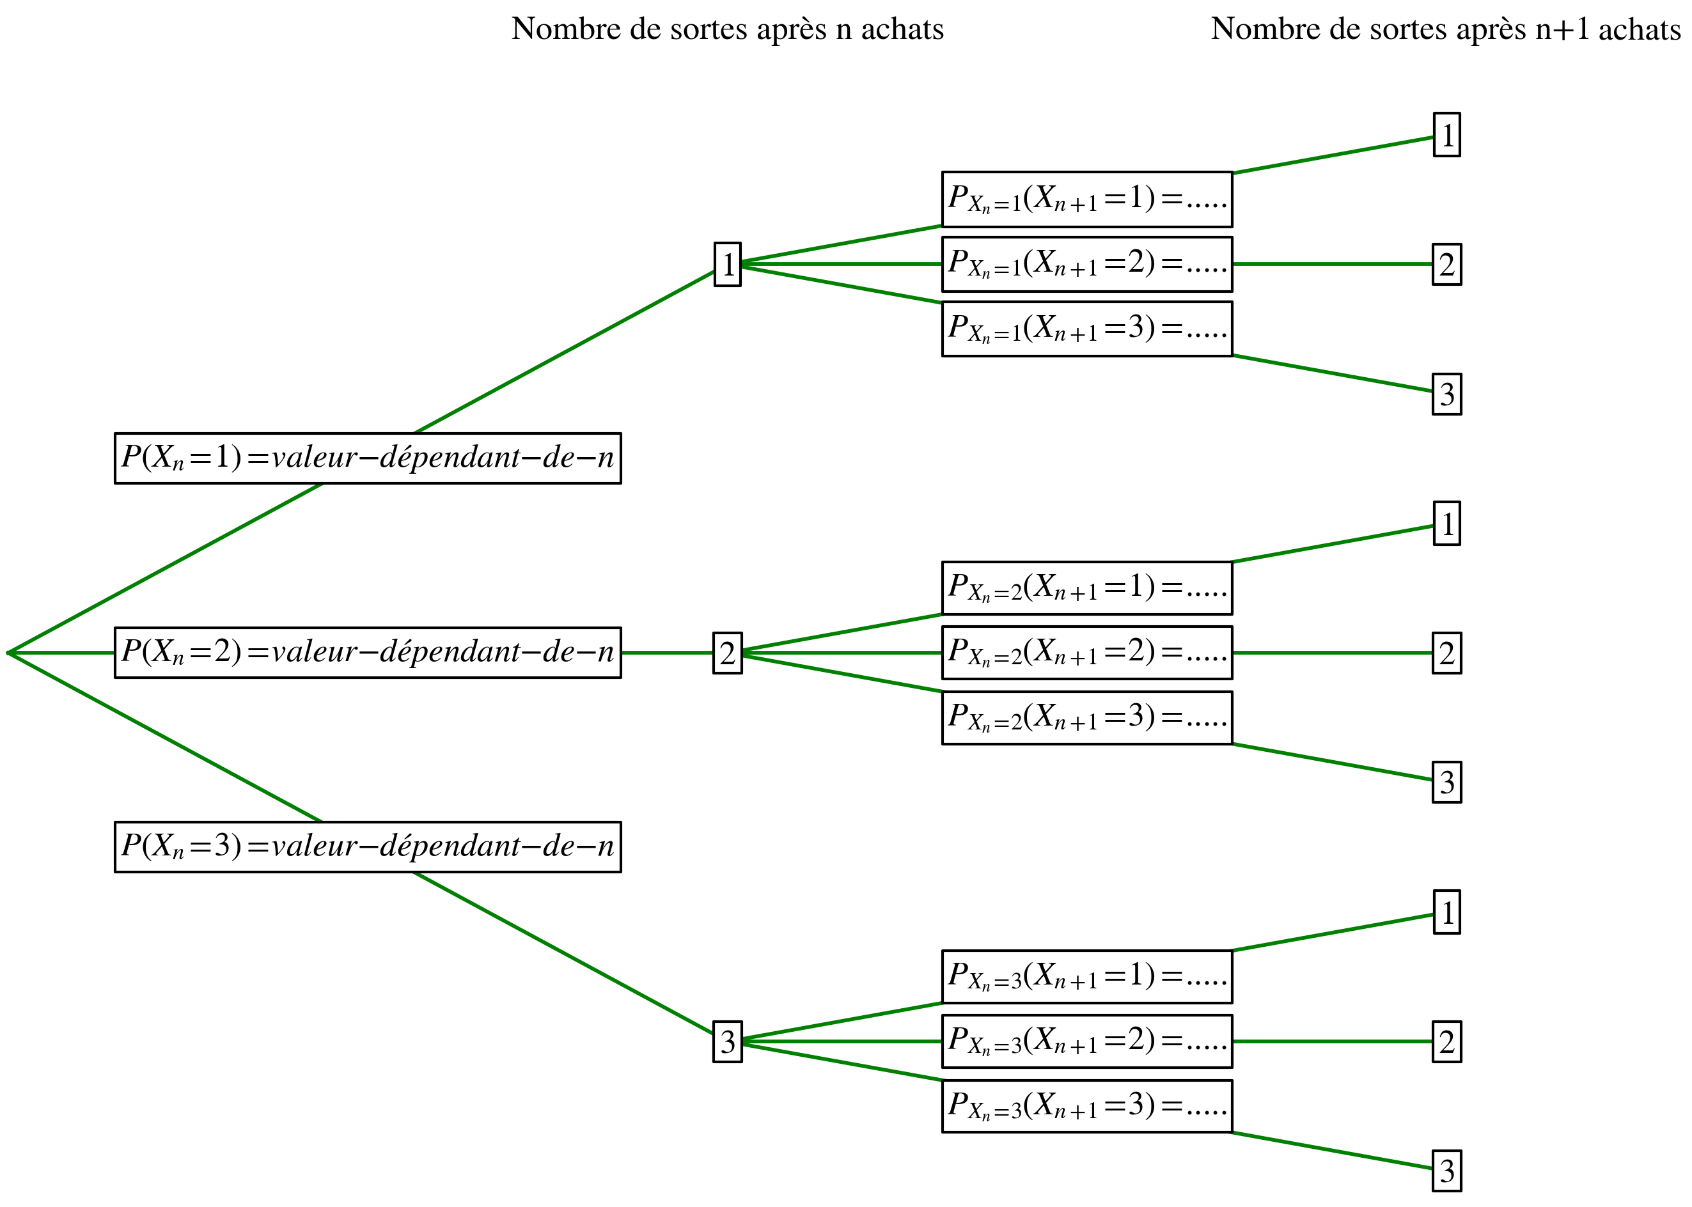 Nombre de sortes après n achats
Nombre de sortes après n+1 achats
1
P_{X_n=1}(X_{n+1}=1)=.....
1
P_{X_n=1}(X_{n+1}=2)=.....
2
P_{X_n=1}(X_{n+1}=3)=.....
3
P(X_n=1)=valeur−dépendant−de−n
1
P_{X_n=2}(X_{n+1}=1)=.....
P(X_n=2)=valeur−dépendant−de−n
2
P_{X_n=2}(X_{n+1}=2)=.....
2
P_{X_n=2}(X_{n+1}=3)=.....
3
P(X_n=3)=valeur−dépendant−de−n
1
P_{X_n=3}(X_{n+1}=1)=.....
3
P_{X_n=3}(X_{n+1}=2)=.....
2
P_{X_n=3}(X_{n+1}=3)=.....
3